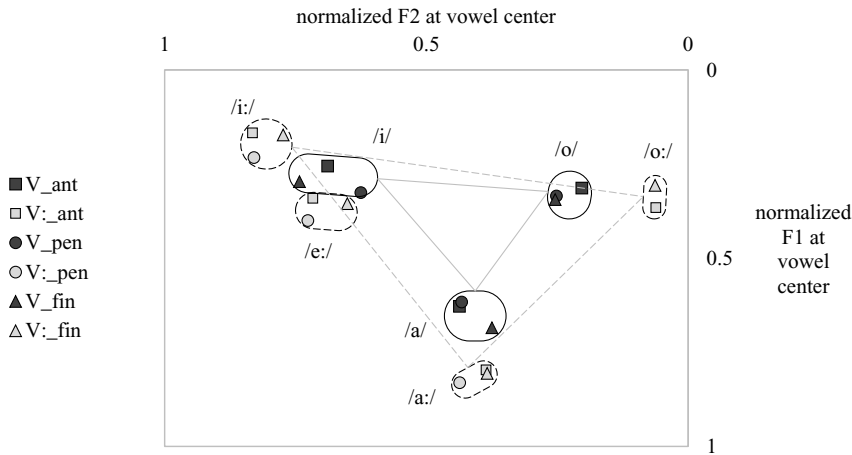 normalized F2 at vowel center
1 0.5 0
0
/i:/
/i/
/o/
/o:/
V_ant
V:_ant
V_pen
V:_pen
V_fin
V:_fin
/e:/
normalized
F1 at
vowel
center
0.5
/a/
/a:/
1